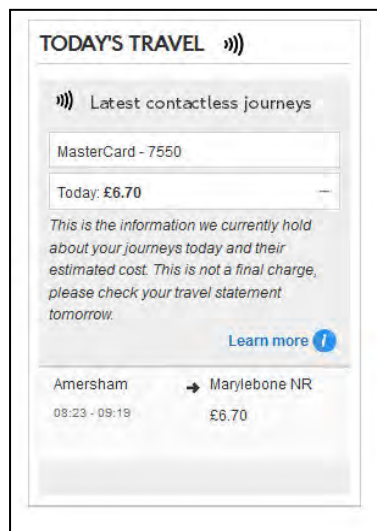 TODAY'S TRAVEL
Latest contactless journeys
MasterCard - 7550
Today: £6.70
This is the information we currently hold
about your journeys today and their
estimated cost. This is not a final charge,
please check your travel statement
tomorrow.
Learn more i
Amersham → Marylebone NR
08:23 - 09:19 £6.70